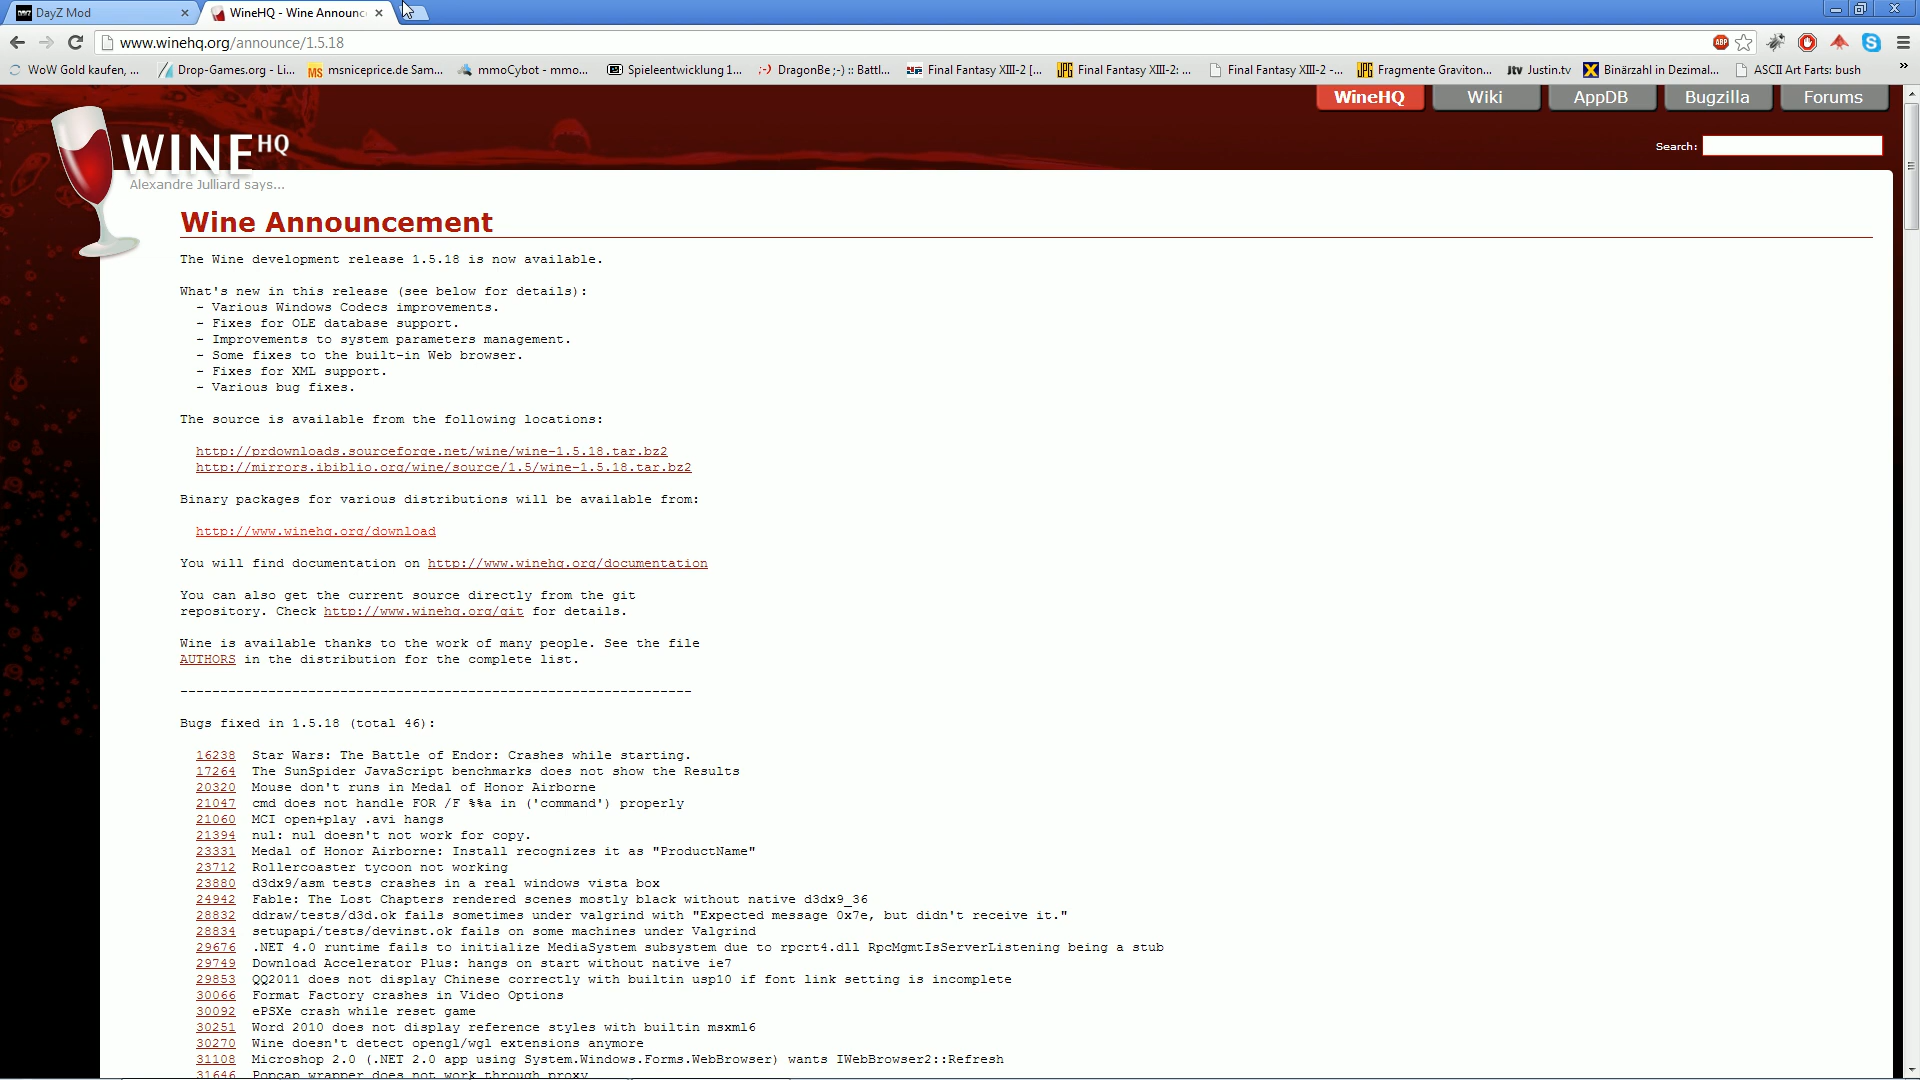 DayZ Mod
WineHQ - Wine Announc
www.winehq.org/announce/1.5.18
WoW Gold kaufen, ...
Drop-Games.org - Li...
msniceprice.de Sam...
mmoCybot - mmo...
Spieleentwicklung 1...
DragonBe ;-) :: Battl...
Final Fantasy XIII-2 [...
Final Fantasy XIII-2: ...
Final Fantasy XIII-2 -...
Fragmente Graviton...
Justin.tv
Binärzahl in Dezimal...
ASCII Art Farts: bush
WineHQ
Wiki
AppDB
Bugzilla
Forums
WINE HQ
Search:
Alexandre Julliard says...
Wine Announcement
The Wine development release 1.5.18 is now available.
What's new in this release (see below for details):
- Various Windows Codecs improvements.
- Fixes for OLE database support.
- Improvements to system parameters management.
- Some fixes to the built-in Web browser.
- Fixes for XML support.
- Various bug fixes.
The source is available from the following locations:
http://prdownloads.sourceforge.net/wine/wine-1.5.18.tar.bz2
http://mirrors.ibiblio.org/wine/source/1.5/wine-1.5.18.tar.bz2
Binary packages for various distributions will be available from:
http://www.winehq.org/download
You will find documentation on http://www.winehq.org/documentation
You can also get the current source directly from the git
repository. Check http://www.winehq.org/git for details.
Wine is available thanks to the work of many people. See the file
AUTHORS in the distribution for the complete list.
----------------------------------------------------------------
Bugs fixed in 1.5.18 (total 46):
16238 Star Wars: The Battle of Endor: Crashes while starting.
17264 The SunSpider JavaScript benchmarks does not show the Results
20320 Mouse don't runs in Medal of Honor Airborne
21047 cmd does not handle FOR /F %%a in ('command') properly
21060 MCI open+play .avi hangs
21394 nul: nul doesn't not work for copy.
23331 Medal of Honor Airborne: Install recognizes it as "ProductName"
23712 Rollercoaster tycoon not working
23880 d3dx9/asm tests crashes in a real windows vista box
24942 Fable: The Lost Chapters rendered scenes mostly black without native d3dx9_36
28832 ddraw/tests/d3d.ok fails sometimes under valgrind with "Expected message 0x7e, but didn't receive it."
28834 setupapi/tests/devinst.ok fails on some machines under Valgrind
29676 .NET 4.0 runtime fails to initialize MediaSystem subsystem due to rpcrt4.dll RpcMgmtIsServerListening being a stub
29749 Download Accelerator Plus: hangs on start without native ie7
29853 QQ2011 does not display Chinese correctly with builtin usp10 if font link setting is incomplete
30066 Format Factory crashes in Video Options
30092 ePSXe crash while reset game
30251 Word 2010 does not display reference styles with builtin msxml6
30270 Wine doesn't detect opengl/wgl extensions anymore
31108 Microshop 2.0 (.NET 2.0 app using System.Windows.Forms.WebBrowser) wants IWebBrowser2::Refresh
31646 Popcap wrapper does not work through proxy